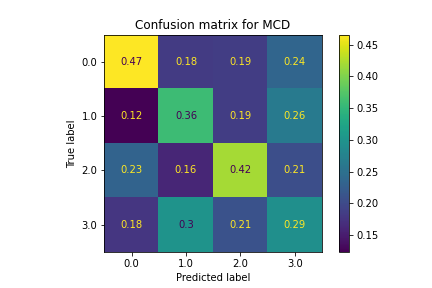 Confusion matrix for MCD
True label
0.0 0.47 0.18 0.19 0.24
1.0 0.12 0.36 0.19 0.26
2.0 0.23 0.16 0.42 0.21
3.0 0.18 0.3 0.21 0.29
0.0 1.0 2.0 3.0
Predicted label
0.45
0.40
0.35
0.30
0.25
0.20
0.15